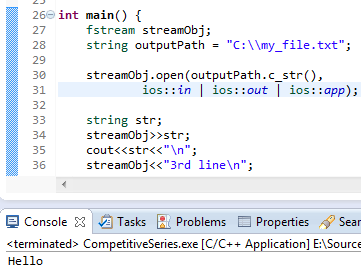 26 int main() {
27 fstream streamObj;
28 string outputPath = "C:\\my_file.txt";
29
30 streamObj.open(outputPath.c_str(),
31 ios::in | ios::out | ios::app);
32
33 string str;
34 streamObj>>str;
35 cout<<str<<"\n";
36 streamObj<<"3rd line\n";
Console Tasks Problems Properties Sear
<terminated> CompetitiveSeries.exe [C/C++ Application] E:\Source
Hello